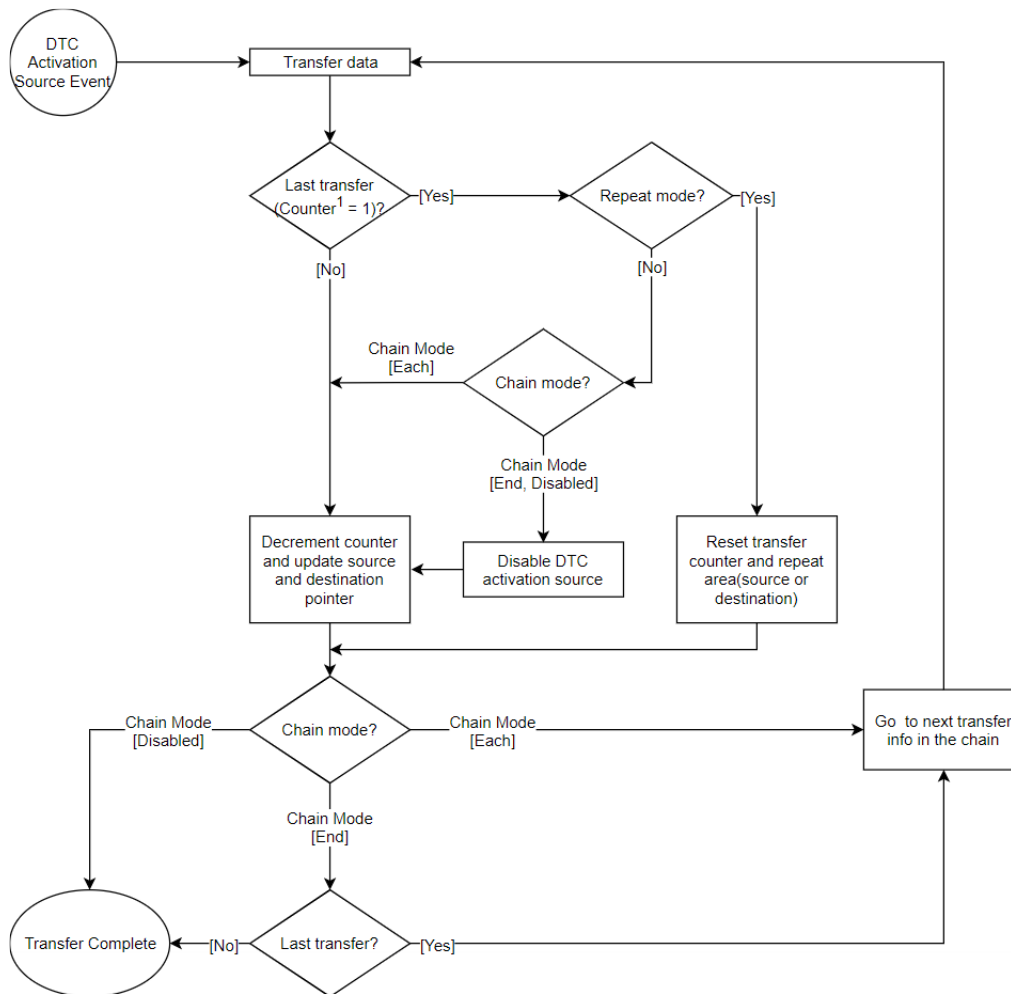 DTC
Activation
Source Event
Transfer data
Last transfer
(Counter¹ = 1)?
[Yes]
Repeat mode?
[Yes]
[No]
[No]
Chain Mode
[Each]
Chain mode?
Chain Mode
[End, Disabled]
Decrement counter
and update source
and destination
pointer
Disable DTC
activation source
Reset transfer
counter and repeat
area(source or
destination)
Chain Mode
[Disabled]
Chain mode?
Chain Mode
[Each]
Go to next transfer
info in the chain
Chain Mode
[End]
Transfer Complete
[No]
Last transfer?
[Yes]